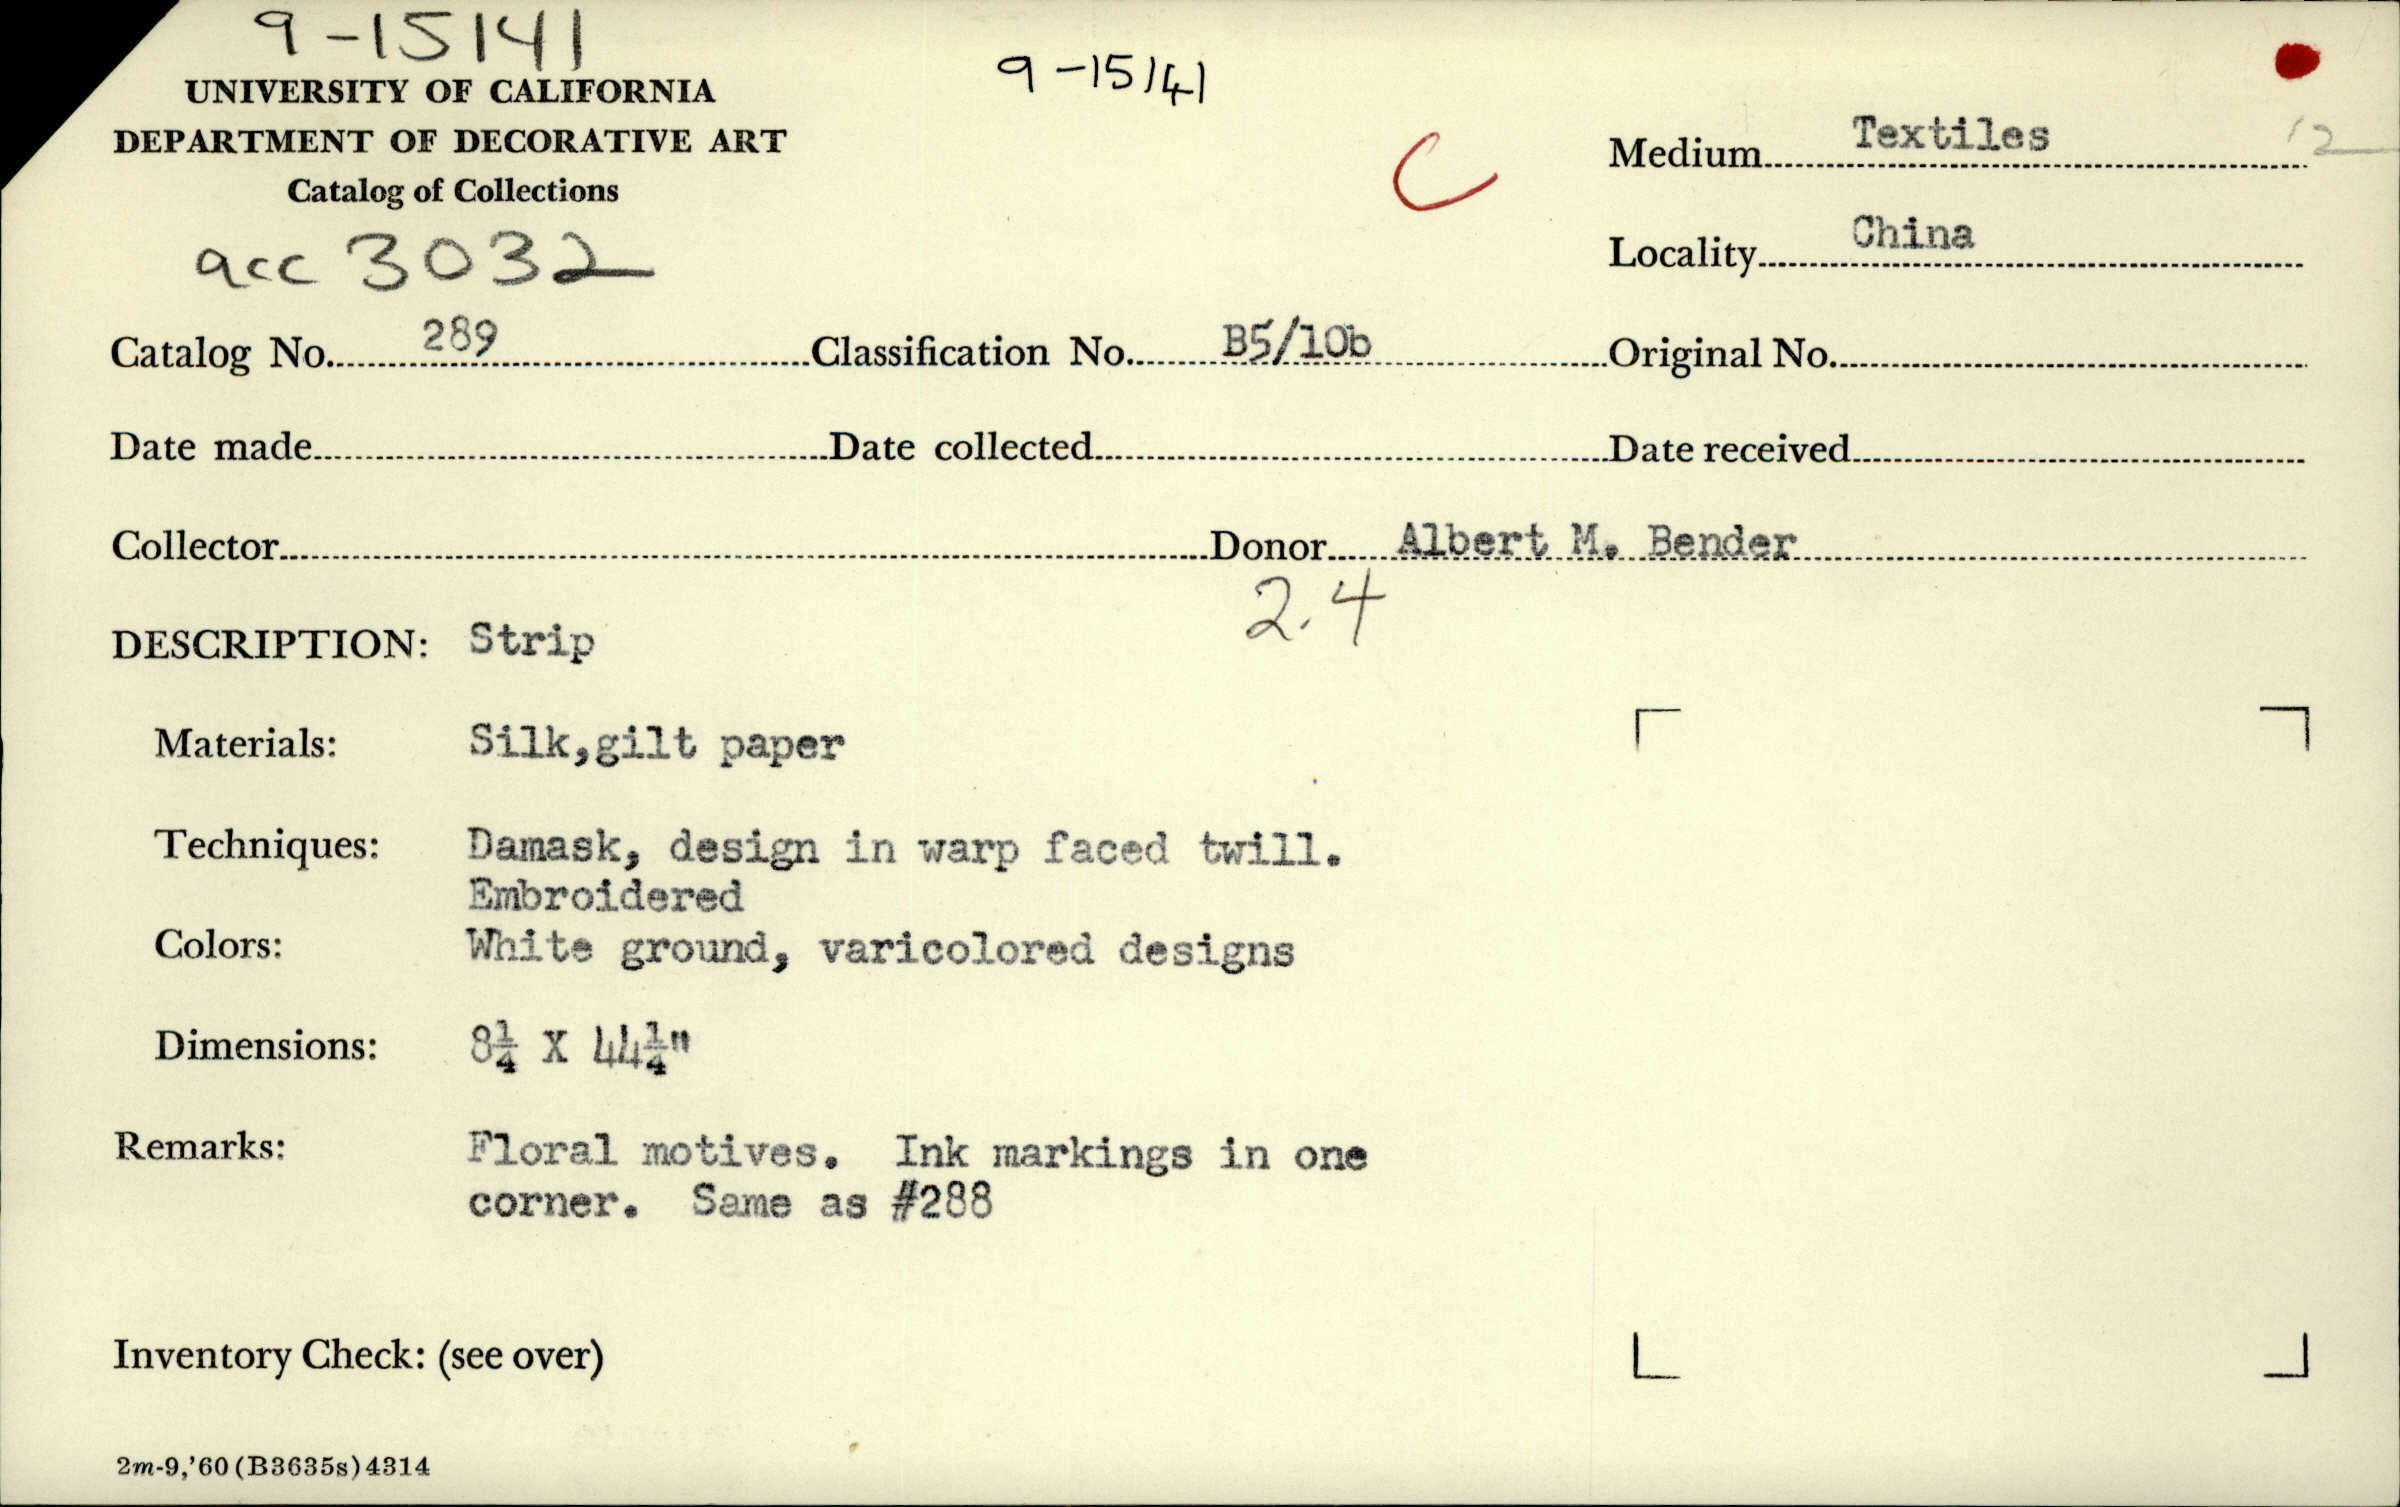 9-15141
UNIVERSITY OF CALIFORNIA
DEPARTMENT OF DECORATIVE ART
Catalog of Collections
acc 3032
9-15141
C
Medium Textiles 12
Locality China
Catalog No. 289 Classification No. B5/10b Original No.
Date made Date collected Date received
Collector Donor Albert M. Bender
2.4
DESCRIPTION: Strip
Materials: Silk,gilt paper
Techniques: Damask, design in warp faced twill.
Embroidered
Colors: White ground, varicolored designs
Dimensions: 8¼ X 44¼"
Remarks: Floral motives. Ink markings in one
corner. Same as #288
Inventory Check: (see over)
2m-9,'60(B3635s)4314